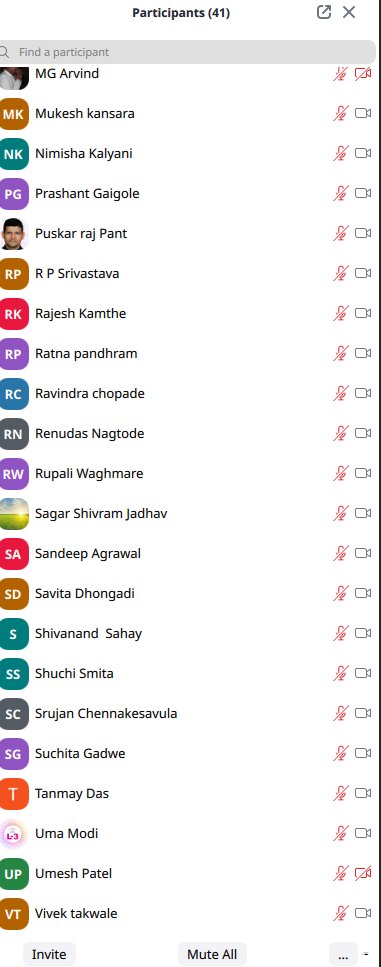 Participants (41)
Find a participant
MG Arvind
MK Mukesh kansara
NK Nimisha Kalyani
PG Prashant Gaigole
Puskar raj Pant
RP R P Srivastava
RK Rajesh Kamthe
RP Ratna pandhram
RC Ravindra chopade
RN Renudas Nagtode
RW Rupali Waghmare
Sagar Shivram Jadhav
SA Sandeep Agrawal
SD Savita Dhongadi
S Shivanand Sahay
SS Shuchi Smita
SC Srujan Chennakesavula
SG Suchita Gadwe
T Tanmay Das
L-3 Uma Modi
UP Umesh Patel
VT Vivek takwale
Invite Mute All ...